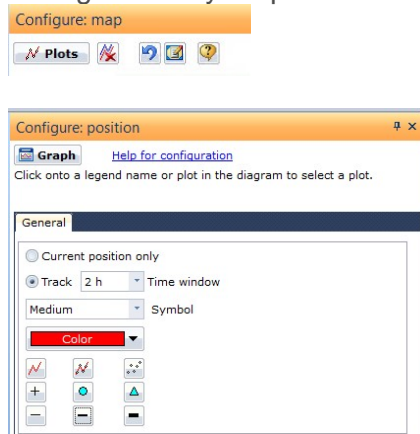 Configure: map
Plots
Configure: position
Graph Help for configuration
Click onto a legend name or plot in the diagram to select a plot.
General
Current position only
Track 2 h Time window
Medium Symbol
Color